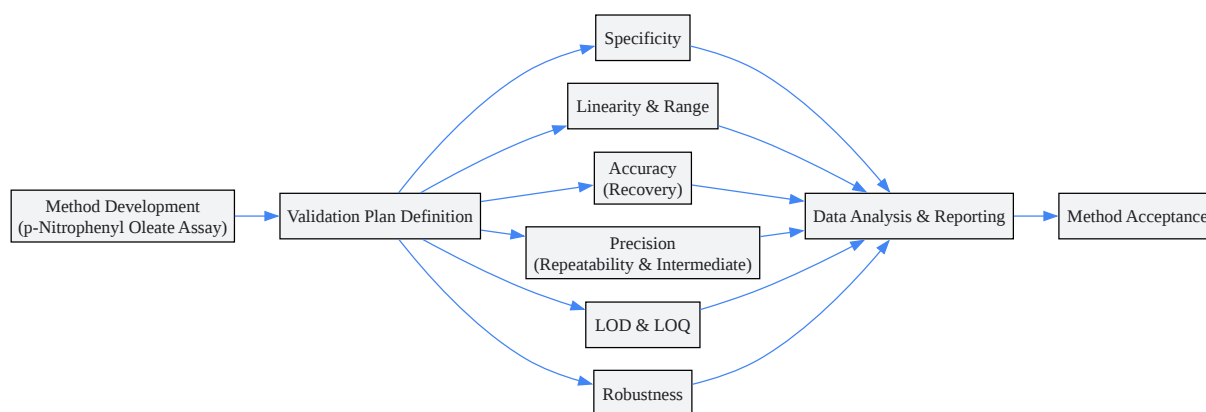 Method Development
(p-Nitrophenyl Oleate Assay)
Validation Plan Definition
Specificity
Linearity & Range
Accuracy
(Recovery)
Precision
(Repeatability & Intermediate)
LOD & LOQ
Robustness
Data Analysis & Reporting
Method Acceptance